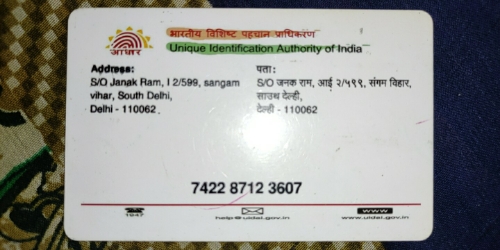 भारतीय विशिष्ट पहचान प्राधिकरण
Unique Identification Authority of India
आधार
Address:
S/O Janak Ram, I 2/599, sangam
vihar, South Delhi,
Delhi - 110062
पता :
S/O जनक राम, आई २/५९९, संगम विहार,
साउथ देल्ही,
देल्ही - 110062
7422 8712 3607
1947
help@uidai.gov.in
www
www.uidai.gov.in